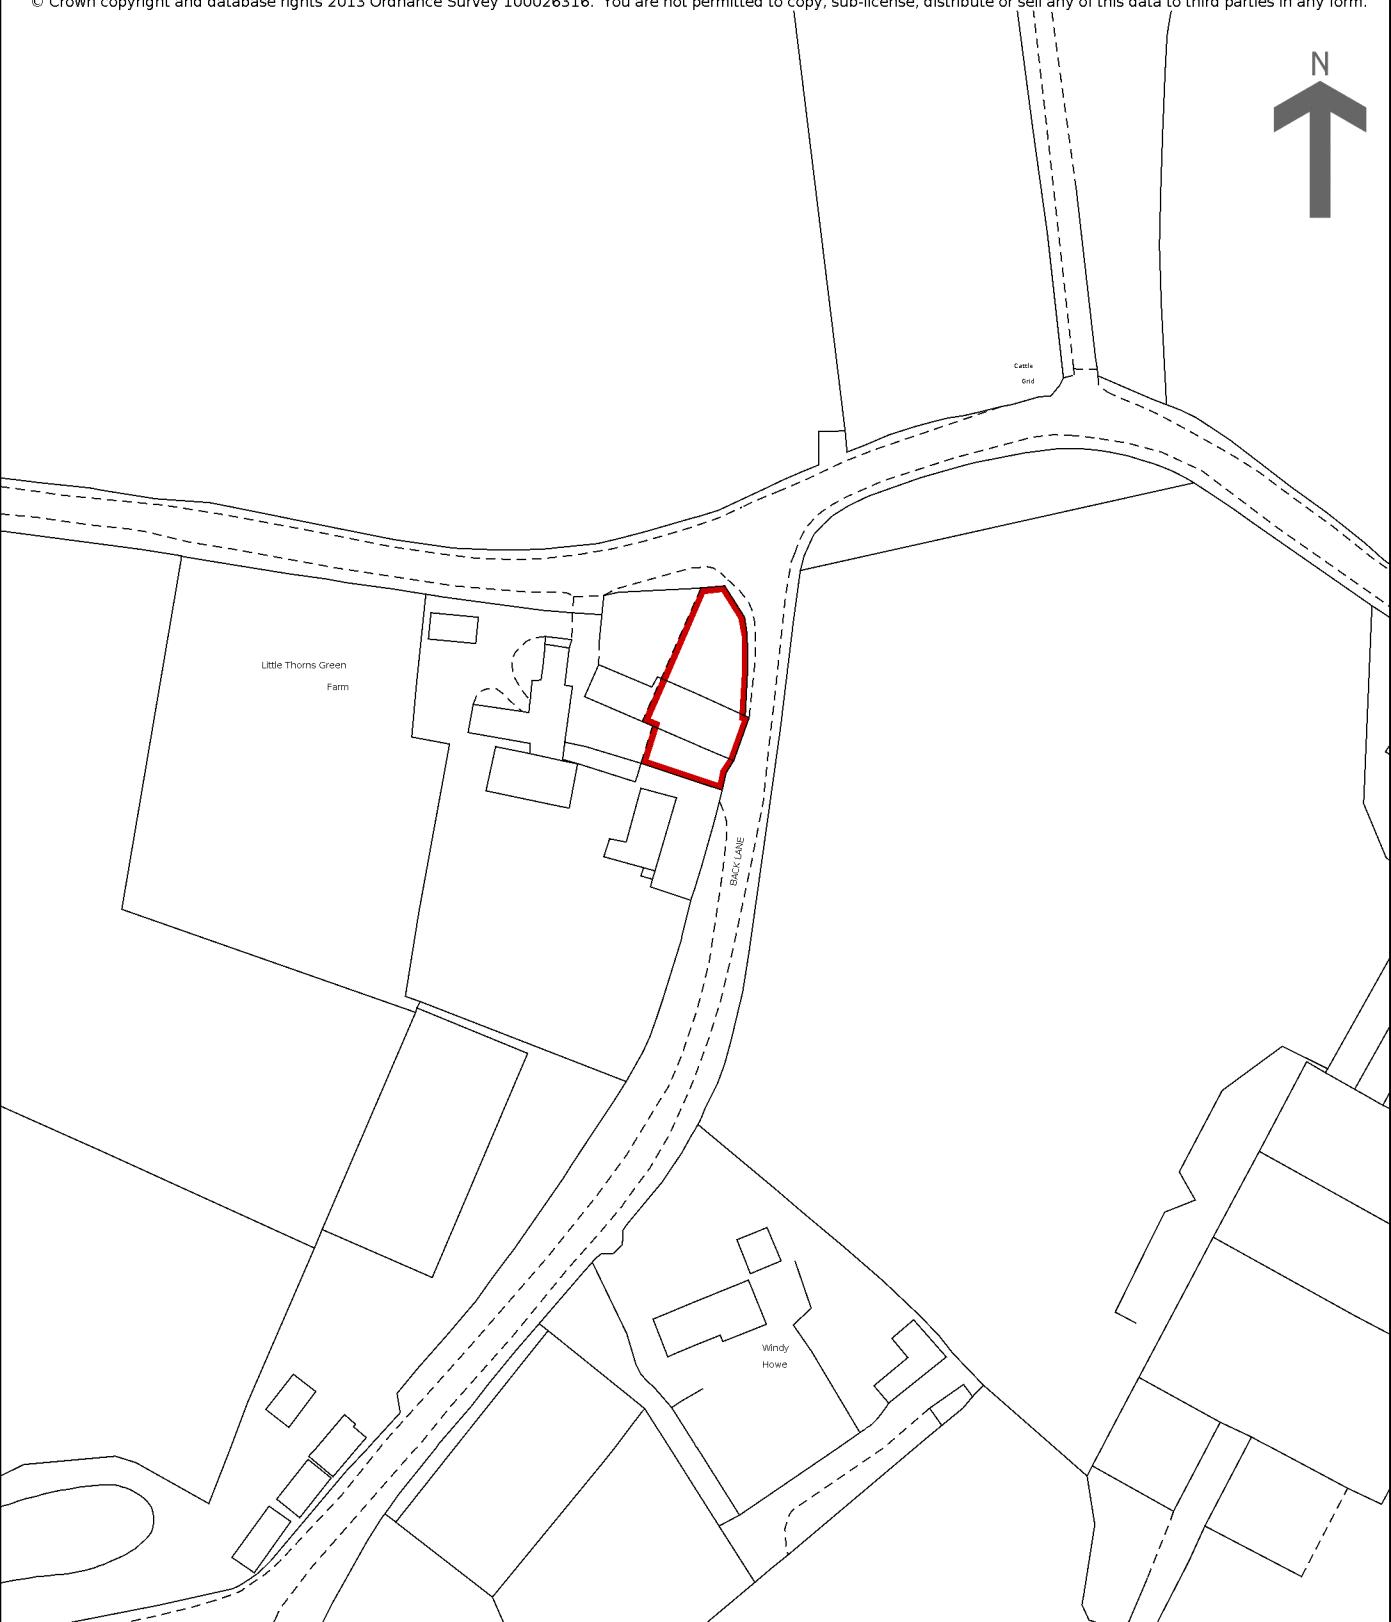 © Crown copyright and database rights 2013 Ordnance Survey 100026316. You are not permitted to copy, sub-license, distribute or sell any of this data to third parties in any form.
N
Cattle
Grid
Little Thorns Green
Farm
BACK LANE
Windy
Howe